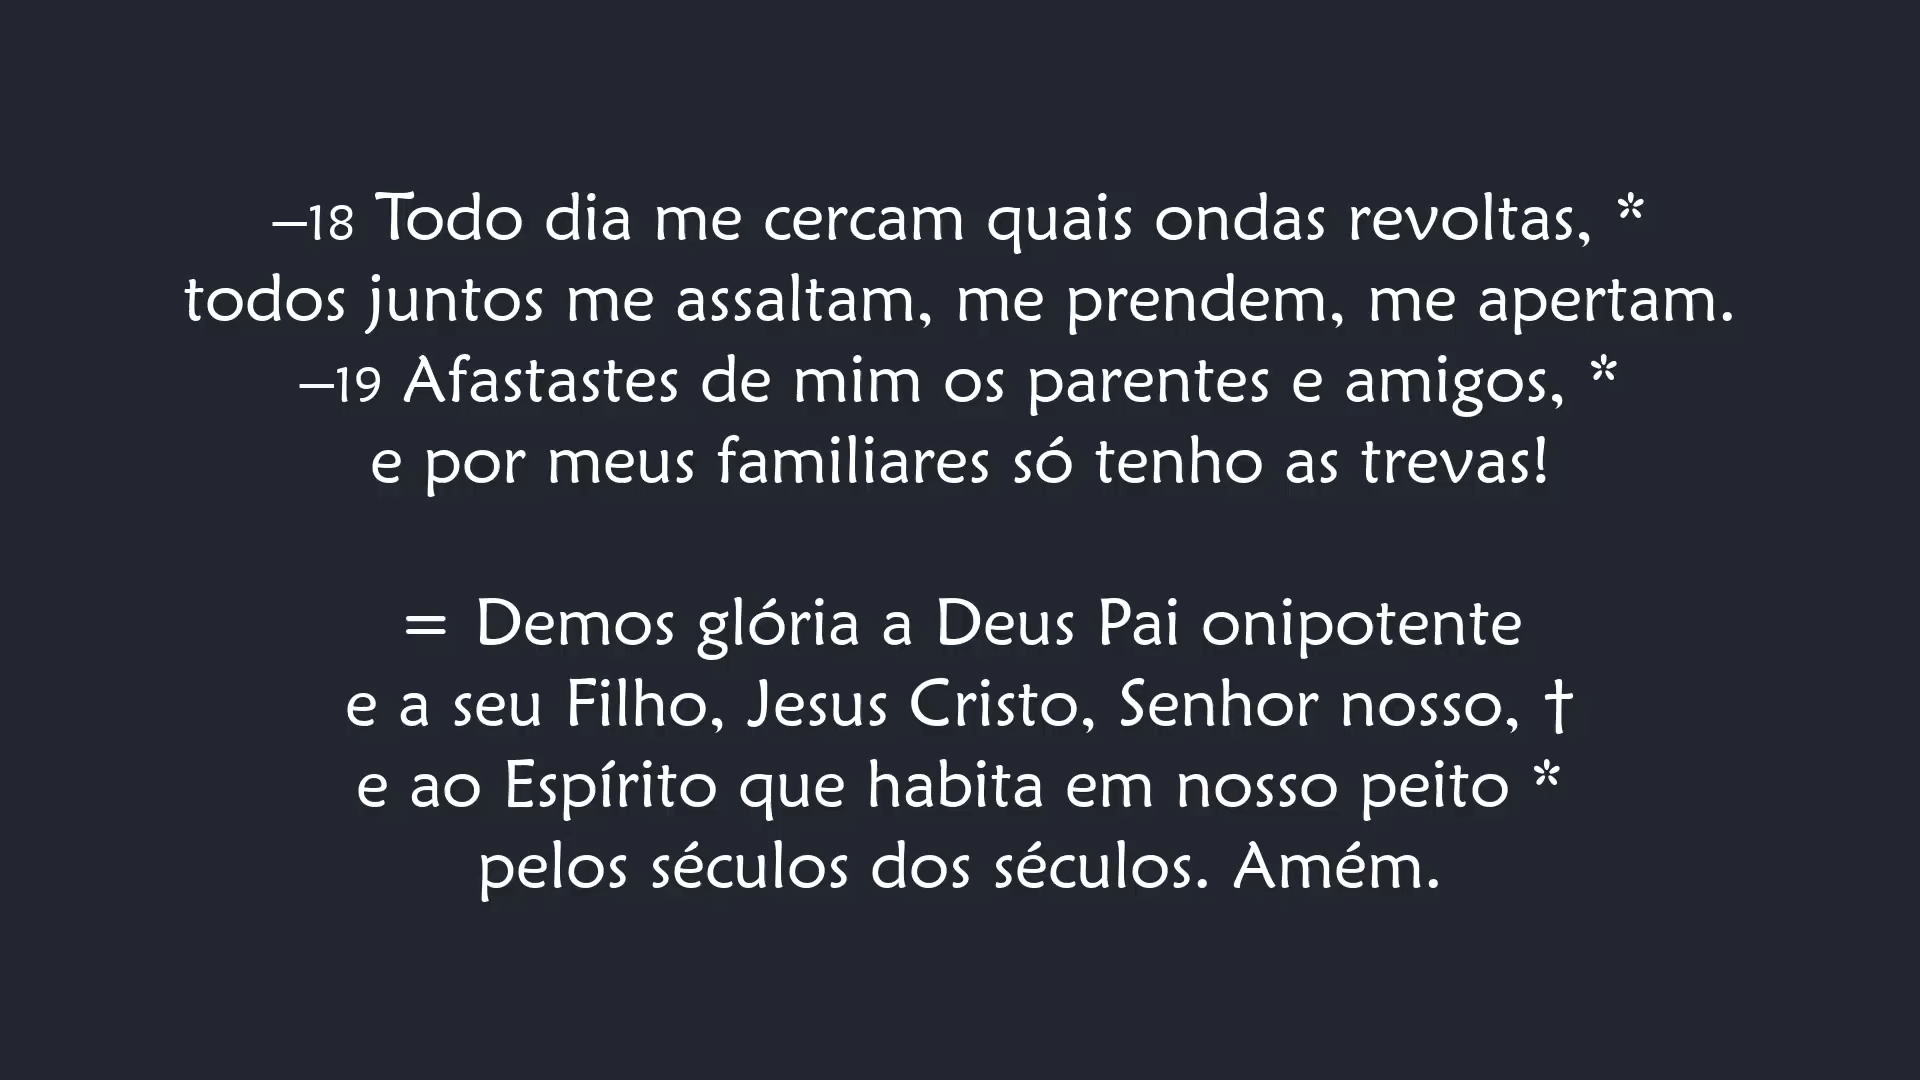 –18 Todo dia me cercam quais ondas revoltas, *
todos juntos me assaltam, me prendem, me apertam.
–19 Afastastes de mim os parentes e amigos, *
e por meus familiares só tenho as trevas!
= Demos glória a Deus Pai onipotente
e a seu Filho, Jesus Cristo, Senhor nosso, †
e ao Espírito que habita em nosso peito *
pelos séculos dos séculos. Amém.